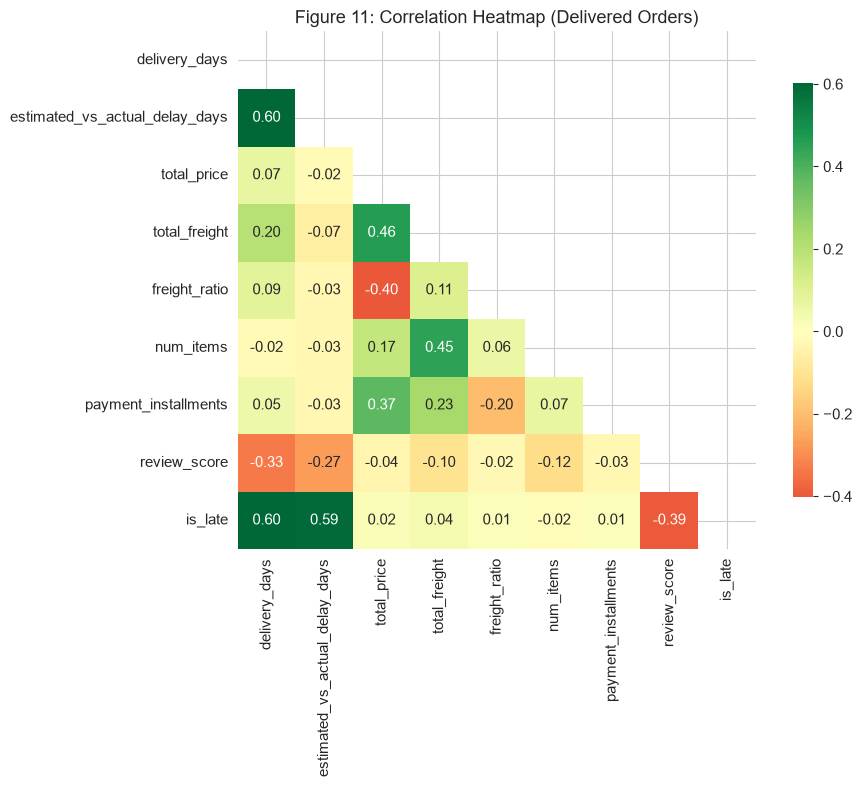 Figure 11: Correlation Heatmap (Delivered Orders)
delivery_days
estimated_vs_actual_delay_days 0.60
total_price 0.07 -0.02
total_freight 0.20 -0.07 0.46
freight_ratio 0.09 -0.03 -0.40 0.11
num_items -0.02 -0.03 0.17 0.45 0.06
payment_installments 0.05 -0.03 0.37 0.23 -0.20 0.07
review_score -0.33 -0.27 -0.04 -0.10 -0.02 -0.12 -0.03
is_late 0.60 0.59 0.02 0.04 0.01 -0.02 0.01 -0.39
delivery_days
estimated_vs_actual_delay_days
total_price
total_freight
freight_ratio
num_items
payment_installments
review_score
is_late
0.6
0.4
0.2
0.0
−0.2
−0.4